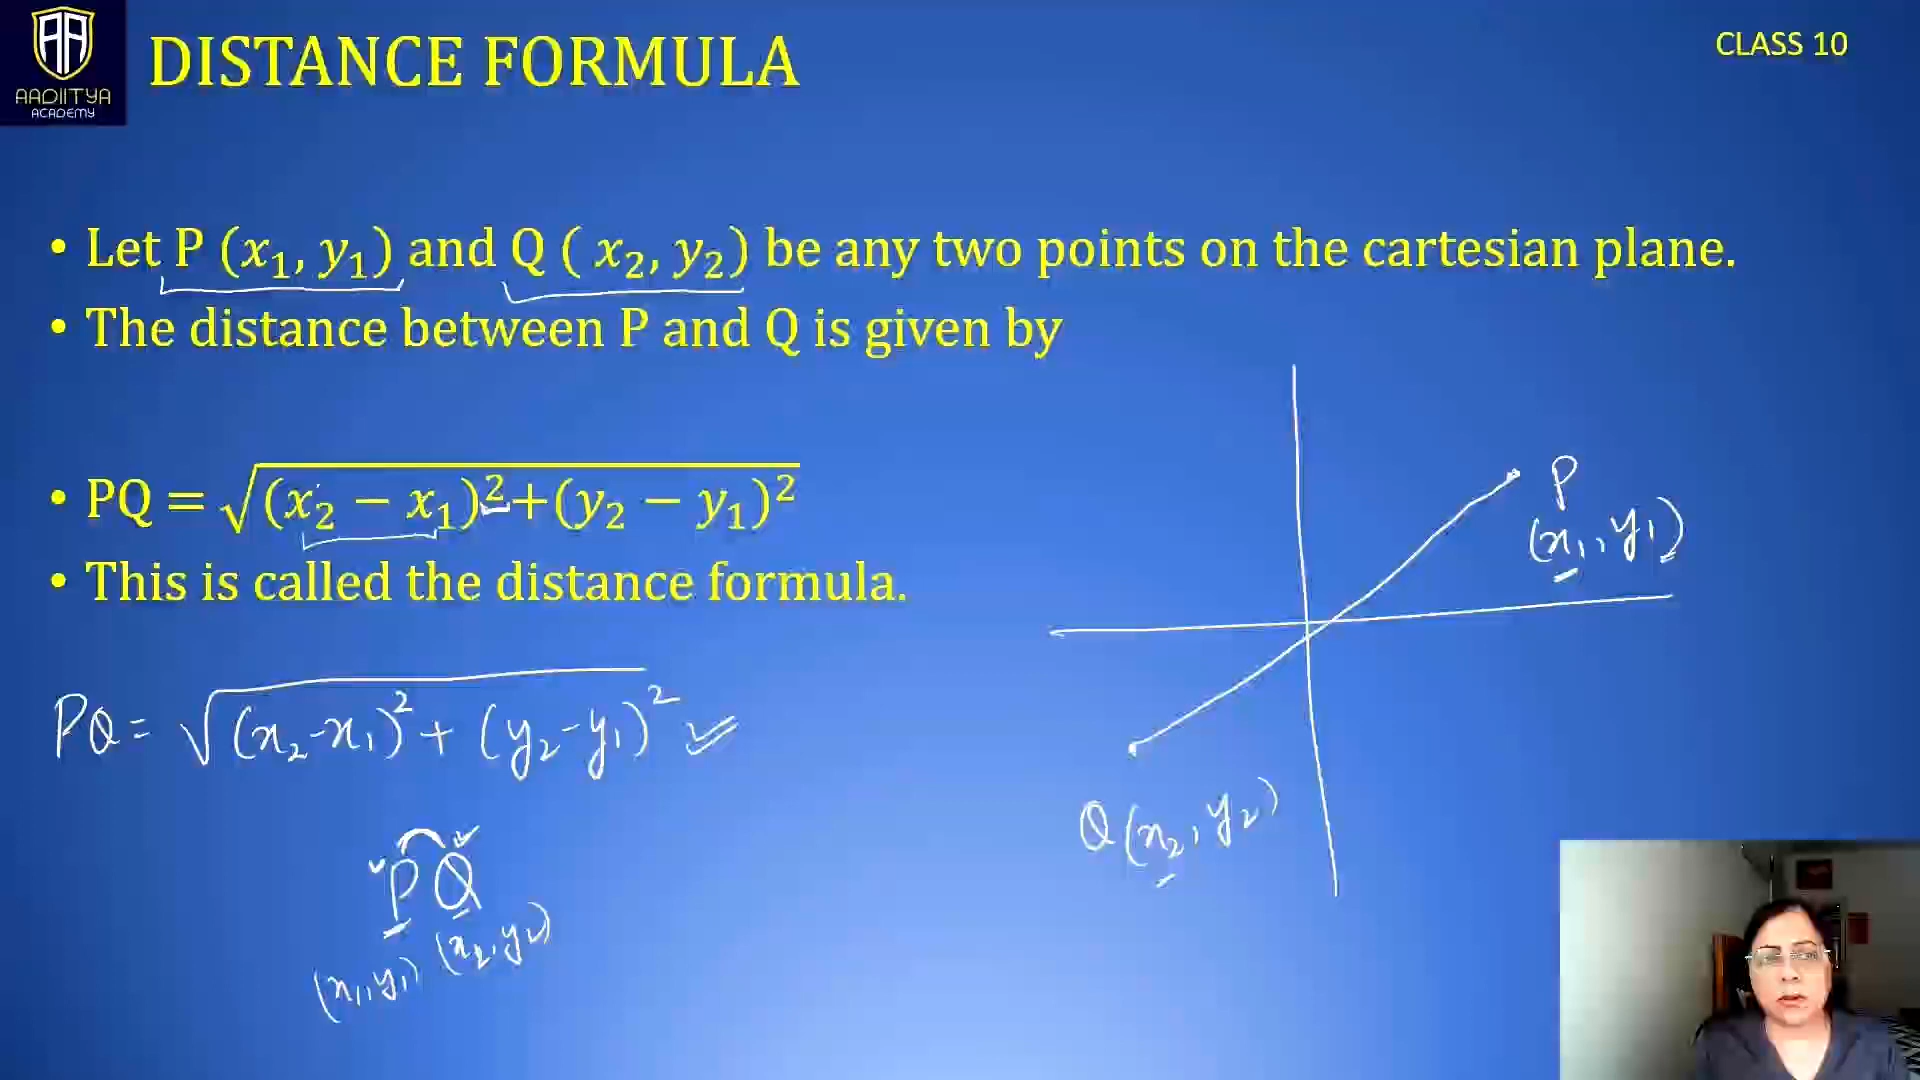 AADIITYA
ACADEMY
DISTANCE FORMULA
CLASS 10
• Let P (x₁, y₁) and Q ( x₂, y₂) be any two points on the cartesian plane.
• The distance between P and Q is given by
• PQ = √(x₂ − x₁)²+(y₂ − y₁)²
• This is called the distance formula.
PQ = √(x₂-x₁)² + (y₂-y₁)²
P Q
(x₁, y₁) (x₂, y₂)
P
(x₁, y₁)
Q (x₂, y₂)